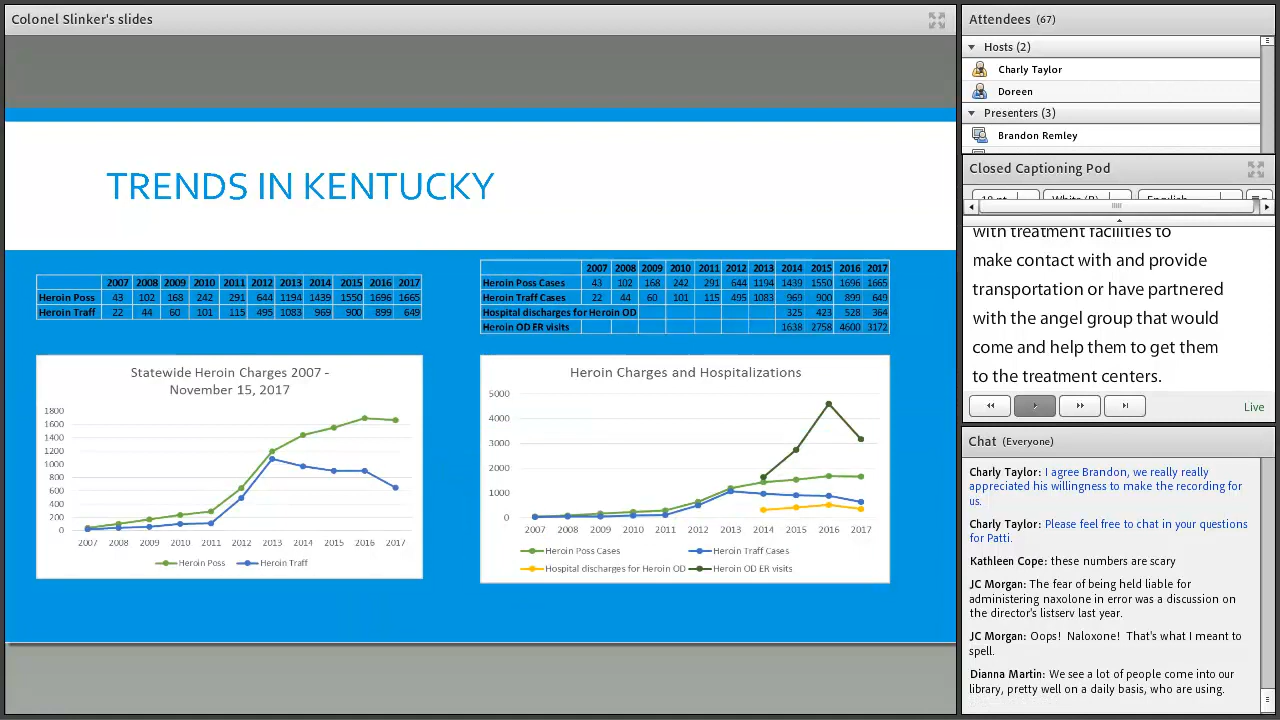 Colonel Slinker's slides
TRENDS IN KENTUCKY
2007 2008 2009 2010 2011 2012 2013 2014 2015 2016 2017
Heroin Poss 43 102 168 242 291 644 1194 1439 1550 1696 1665
Heroin Traff 22 44 60 101 115 495 1083 969 900 899 649
2007 2008 2009 2010 2011 2012 2013 2014 2015 2016 2017
Heroin Poss Cases 43 102 168 242 291 644 1194 1439 1550 1696 1665
Heroin Traff Cases 22 44 60 101 115 495 1083 969 900 899 649
Hospital discharges for Heroin OD 325 423 528 364
Heroin OD ER visits 1638 2758 4600 3172
Statewide Heroin Charges 2007 -
November 15, 2017
1800
1600
1400
1200
1000
800
600
400
200
0
2007 2008 2009 2010 2011 2012 2013 2014 2015 2016 2017
Heroin Poss Heroin Traff
Heroin Charges and Hospitalizations
5000
4000
3000
2000
1000
0
2007 2008 2009 2010 2011 2012 2013 2014 2015 2016 2017
Heroin Poss Cases Heroin Traff Cases
Hospital discharges for Heroin OD Heroin OD ER visits
Attendees (67)
Hosts (2)
Charly Taylor
Doreen
Presenters (3)
Brandon Remley
Closed Captioning Pod
with treatment facilities to
make contact with and provide
transportation or have partnered
with the angel group that would
come and help them to get them
to the treatment centers.
Live
Chat (Everyone)
Charly Taylor: I agree Brandon, we really really
appreciated his willingness to make the recording for
us.
Charly Taylor: Please feel free to chat in your questions
for Patti.
Kathleen Cope: these numbers are scary
JC Morgan: The fear of being held liable for
administering naxolone in error was a discussion on
the director's listserv last year.
JC Morgan: Oops! Naloxone! That's what I meant to
spell.
Dianna Martin: We see a lot of people come into our
library, pretty well on a daily basis, who are using.